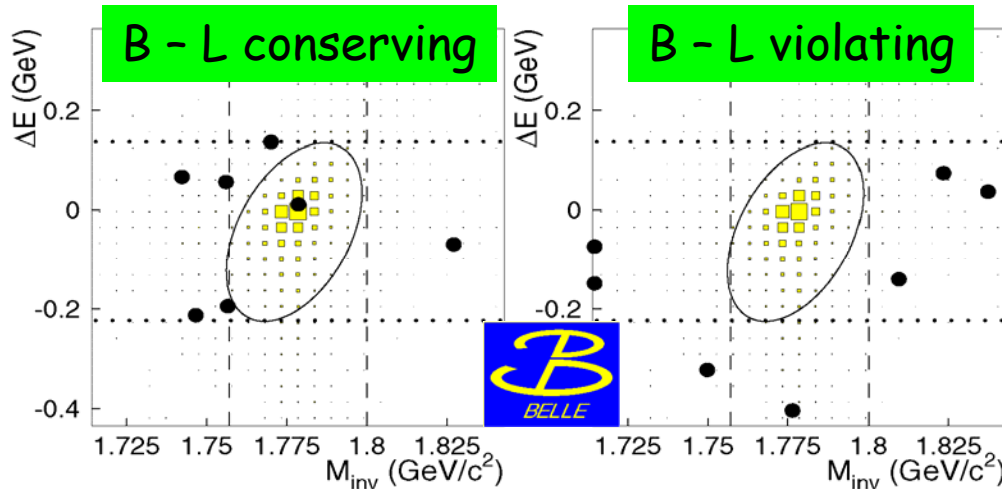 B – L conserving
B – L violating
ΔE (GeV)
0.2
0
-0.2
-0.4
1.725
1.75
1.775
1.8
1.825
M_inv (GeV/c²)
ΔE (GeV)
0.2
0
-0.2
-0.4
1.725
1.75
1.775
1.8
1.825
M_inv (GeV/c²)
B
BELLE